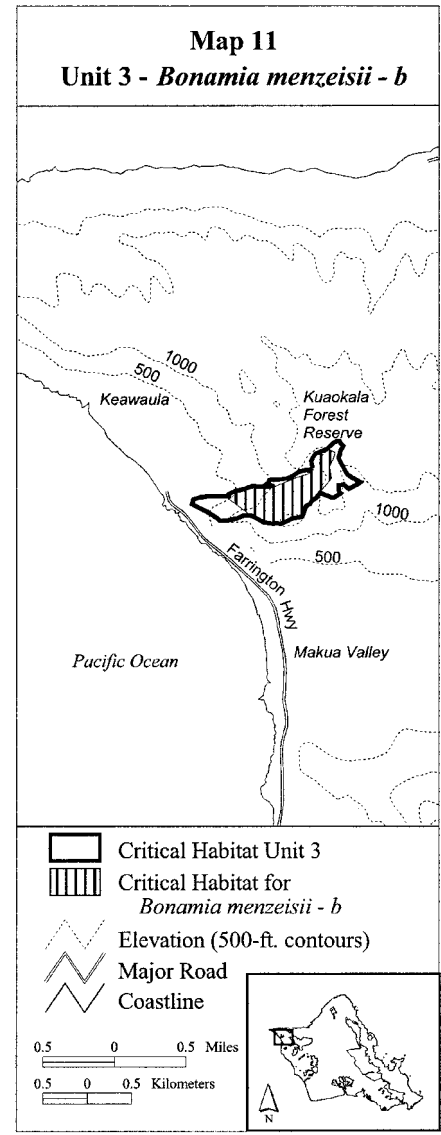 Map 11
Unit 3 - Bonamia menzeisii - b
1000
500
Keawaula
Kuaokala
Forest
Reserve
1000
500
Farrington
Hwy
Makua Valley
Pacific Ocean
Critical Habitat Unit 3
Critical Habitat for
Bonamia menzeisii - b
Elevation (500-ft. contours)
Major Road
Coastline
0.5 0 0.5 Miles
0.5 0 0.5 Kilometers
N